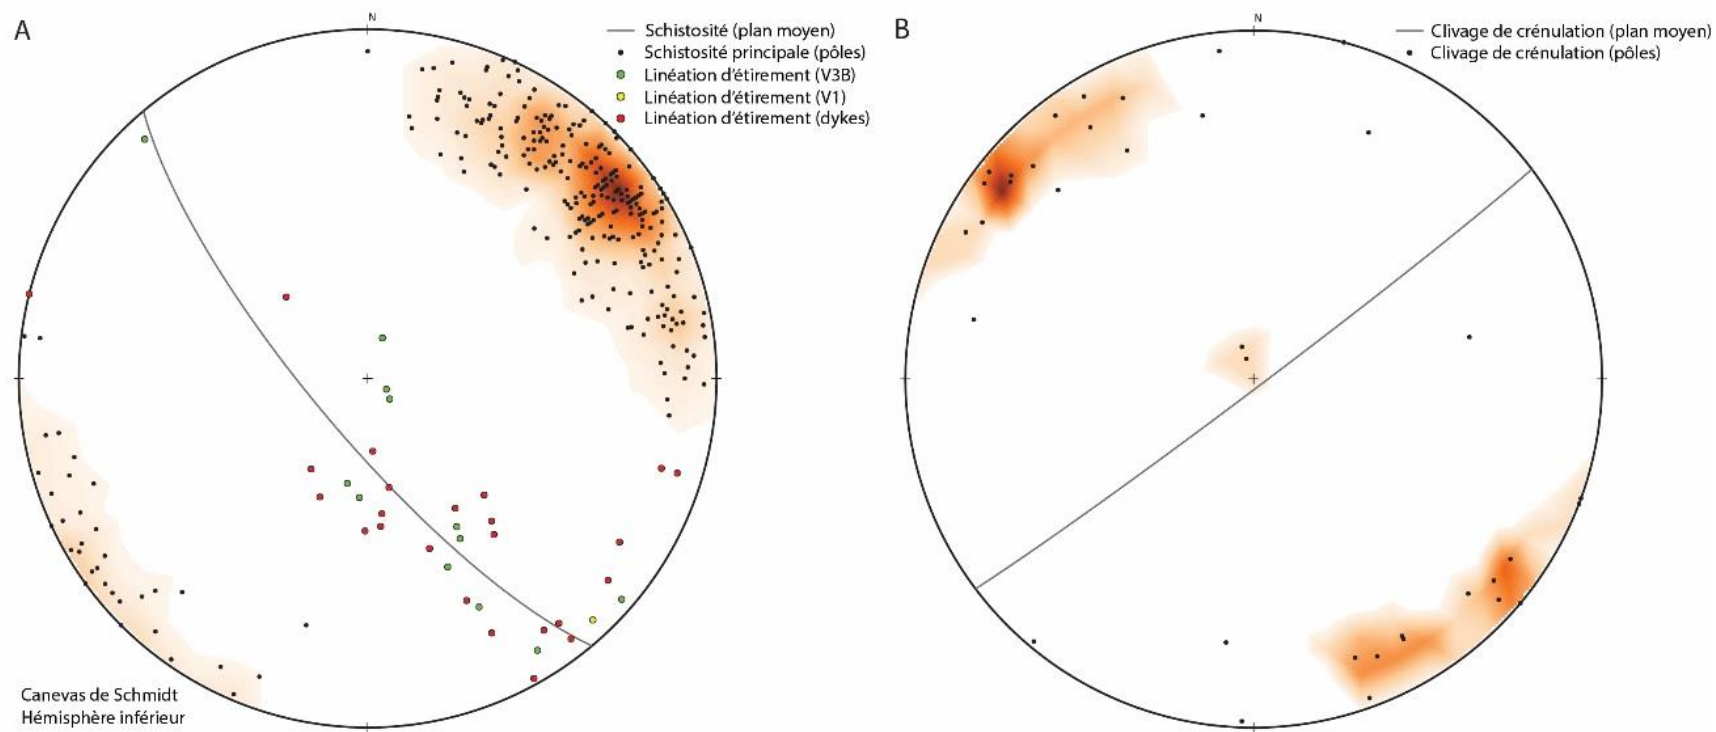 A
N
Schistosité (plan moyen)
Schistosité principale (pôles)
Linéation d'étirement (V3B)
Linéation d'étirement (V1)
Linéation d'étirement (dykes)
Canevas de Schmidt
Hémisphère inférieur
B
N
Clivage de crénulation (plan moyen)
Clivage de crénulation (pôles)